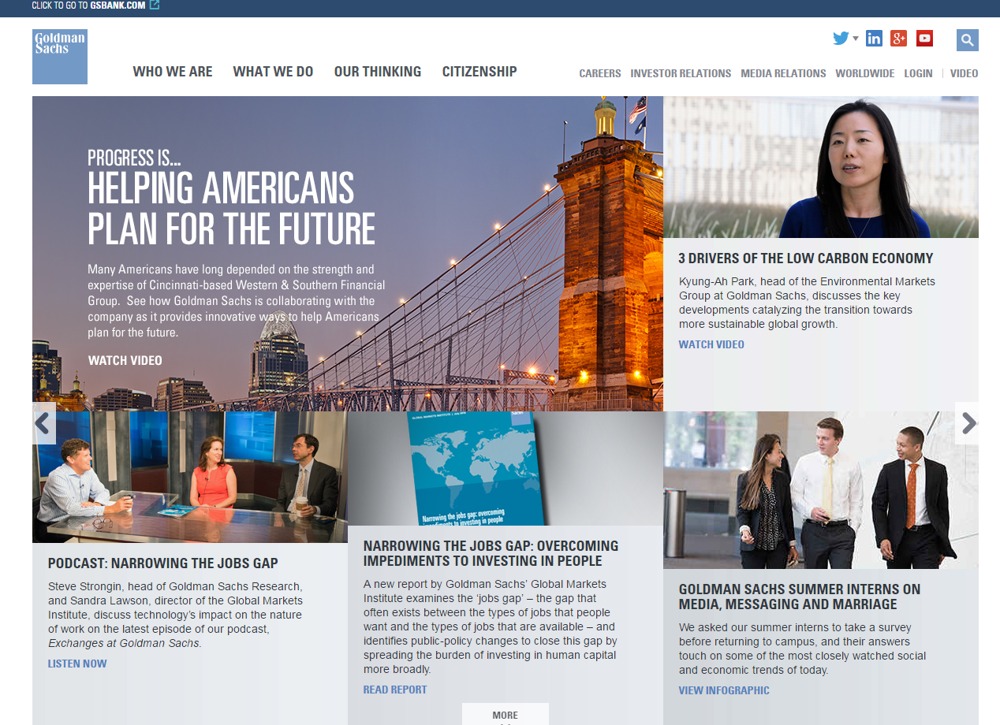 CLICK TO GO TO GSBANK.COM
Goldman
Sachs
WHO WE ARE WHAT WE DO OUR THINKING CITIZENSHIP
CAREERS INVESTOR RELATIONS MEDIA RELATIONS WORLDWIDE LOGIN VIDEO
PROGRESS IS...
HELPING AMERICANS
PLAN FOR THE FUTURE
Many Americans have long depended on the strength and
expertise of Cincinnati-based Western & Southern Financial
Group. See how Goldman Sachs is collaborating with the
company as it provides innovative ways to help Americans
plan for the future.
WATCH VIDEO
3 DRIVERS OF THE LOW CARBON ECONOMY
Kyung-Ah Park, head of the Environmental Markets
Group at Goldman Sachs, discusses the key
developments catalyzing the transition towards
more sustainable global growth.
WATCH VIDEO
PODCAST: NARROWING THE JOBS GAP
Steve Strongin, head of Goldman Sachs Research,
and Sandra Lawson, director of the Global Markets
Institute, discuss technology's impact on the nature
of work on the latest episode of our podcast,
Exchanges at Goldman Sachs.
LISTEN NOW
GLOBAL MARKETS INSTITUTE
Sachs
Narrowing the jobs gap: overcoming
impediments to investing in people
NARROWING THE JOBS GAP: OVERCOMING
IMPEDIMENTS TO INVESTING IN PEOPLE
A new report by Goldman Sachs' Global Markets
Institute examines the 'jobs gap' – the gap that
often exists between the types of jobs that people
want and the types of jobs that are available – and
identifies public-policy changes to close this gap by
spreading the burden of investing in human capital
more broadly.
READ REPORT
GOLDMAN SACHS SUMMER INTERNS ON
MEDIA, MESSAGING AND MARRIAGE
We asked our summer interns to take a survey
before returning to campus, and their answers
touch on some of the most closely watched social
and economic trends of today.
VIEW INFOGRAPHIC
MORE